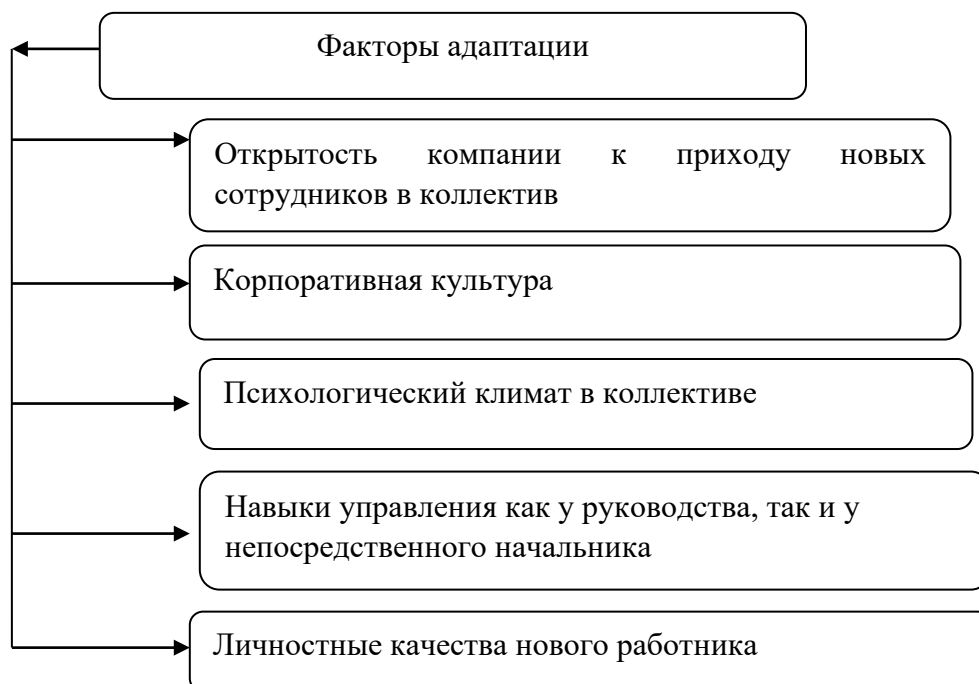 Факторы адаптации
Открытость компании к приходу новых
сотрудников в коллектив
Корпоративная культура
Психологический климат в коллективе
Навыки управления как у руководства, так и у
непосредственного начальника
Личностные качества нового работника